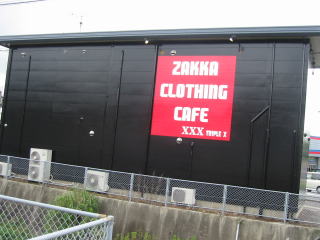 ZAKKA
CLOTHING
CAFE
XXX TRIPLE X